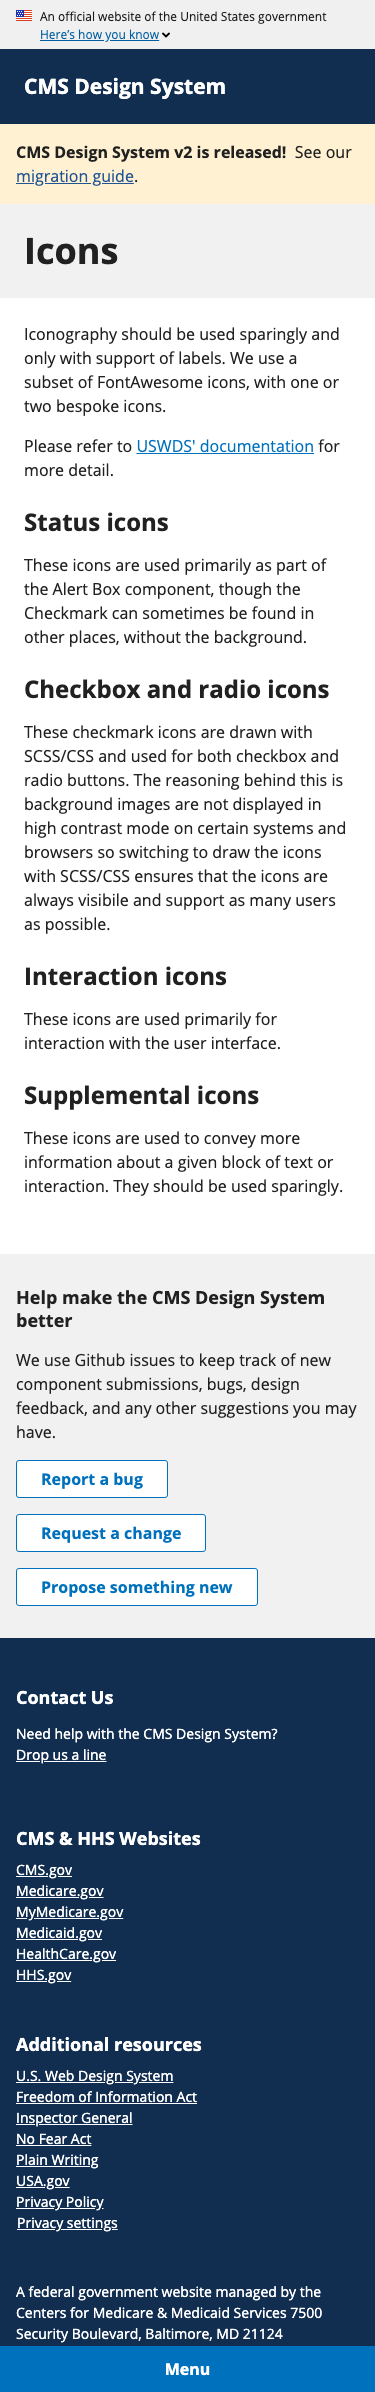 An official website of the United States government
Here's how you know
CMS Design System
CMS Design System v2 is released! See our
migration guide.
Icons
Iconography should be used sparingly and
only with support of labels. We use a
subset of FontAwesome icons, with one or
two bespoke icons.
Please refer to USWDS' documentation for
more detail.
Status icons
These icons are used primarily as part of
the Alert Box component, though the
Checkmark can sometimes be found in
other places, without the background.
Checkbox and radio icons
These checkmark icons are drawn with
SCSS/CSS and used for both checkbox and
radio buttons. The reasoning behind this is
background images are not displayed in
high contrast mode on certain systems and
browsers so switching to draw the icons
with SCSS/CSS ensures that the icons are
always visibile and support as many users
as possible.
Interaction icons
These icons are used primarily for
interaction with the user interface.
Supplemental icons
These icons are used to convey more
information about a given block of text or
interaction. They should be used sparingly.
Help make the CMS Design System
better
We use Github issues to keep track of new
component submissions, bugs, design
feedback, and any other suggestions you may
have.
Report a bug
Request a change
Propose something new
Contact Us
Need help with the CMS Design System?
Drop us a line
CMS & HHS Websites
CMS.gov
Medicare.gov
MyMedicare.gov
Medicaid.gov
HealthCare.gov
HHS.gov
Additional resources
U.S. Web Design System
Freedom of Information Act
Inspector General
No Fear Act
Plain Writing
USA.gov
Privacy Policy
Privacy settings
A federal government website managed by the
Centers for Medicare & Medicaid Services 7500
Security Boulevard, Baltimore, MD 21124
Menu